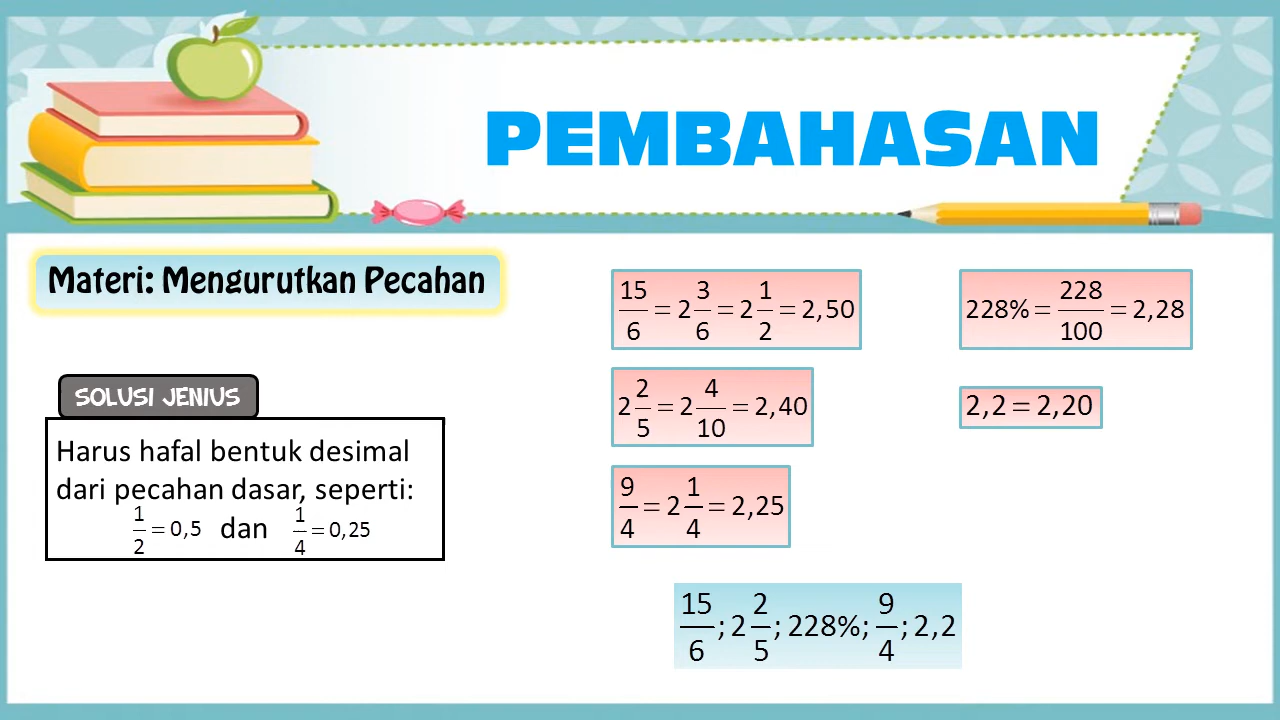 PEMBAHASAN
Materi: Mengurutkan Pecahan
SOLUSI JENIUS
Harus hafal bentuk desimal
dari pecahan dasar, seperti:
1/2 = 0,5 dan 1/4 = 0,25
15/6 = 2 3/6 = 2 1/2 = 2,50
2 2/5 = 2 4/10 = 2,40
9/4 = 2 1/4 = 2,25
228% = 228/100 = 2,28
2,2 = 2,20
15/6 ; 2 2/5 ; 228% ; 9/4 ; 2,2